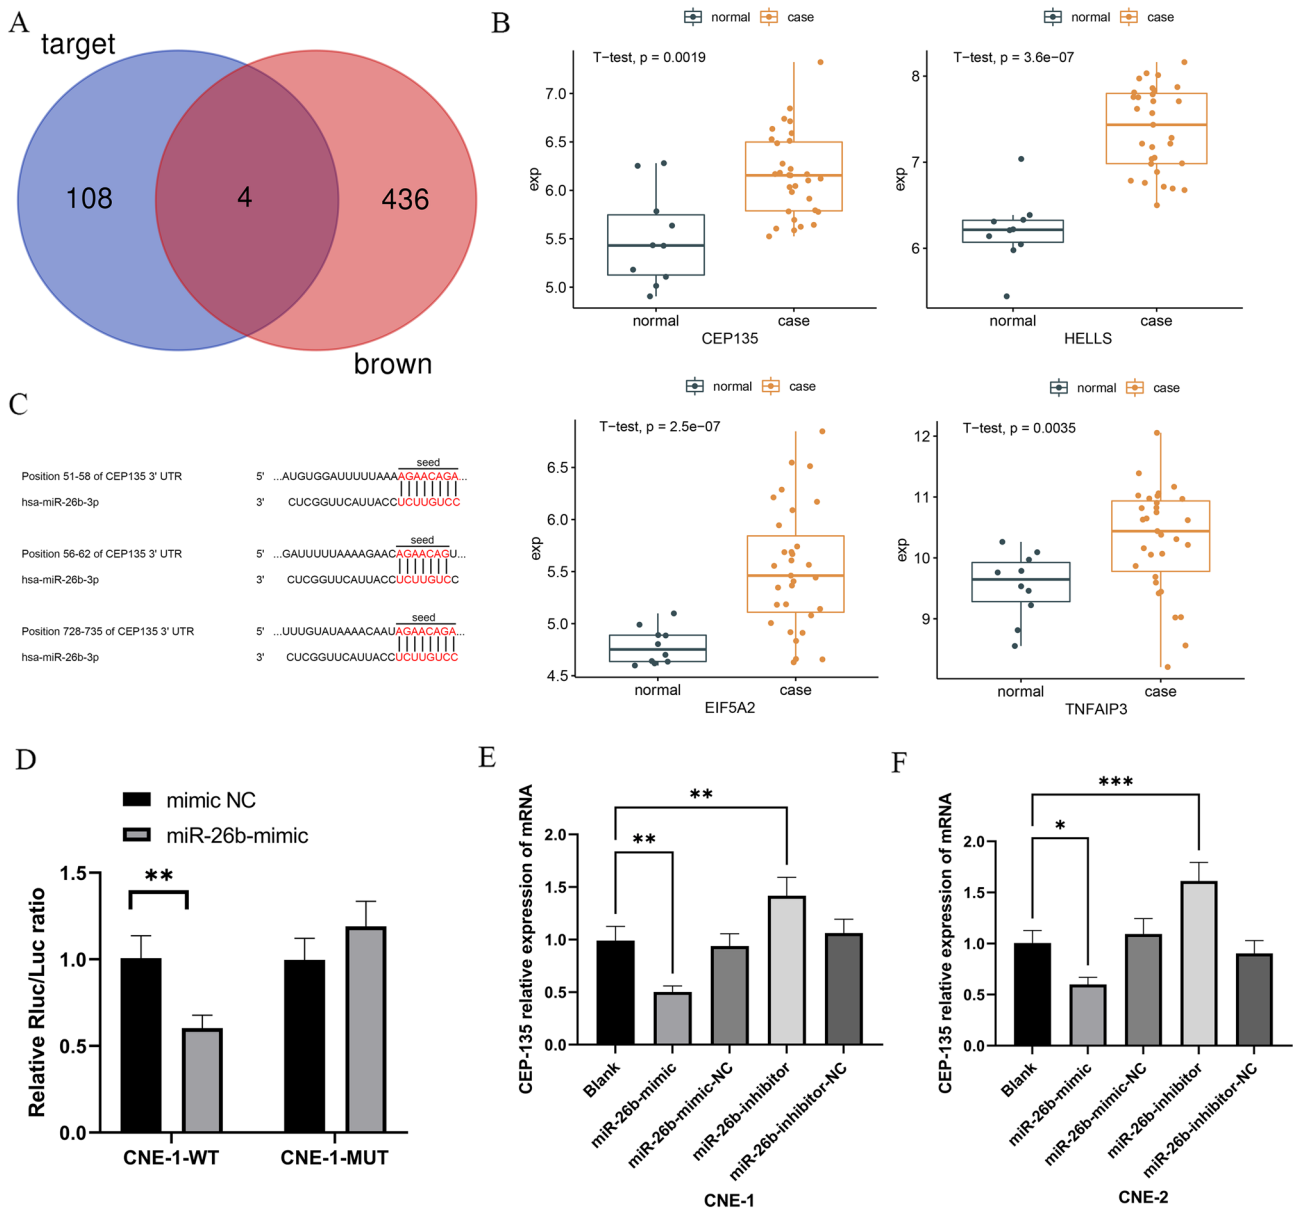 A
target
108
4
436
brown
B
normal case
T-test, p = 0.0019
exp
7.0
6.5
6.0
5.5
5.0
normal case
CEP135
normal case
T-test, p = 3.6e-07
exp
8
7
6
normal case
HELLS
normal case
T-test, p = 2.5e-07
exp
6.5
6.0
5.5
5.0
4.5
normal case
EIF5A2
normal case
T-test, p = 0.0035
exp
12
11
10
9
normal case
TNFAIP3
C
seed
Position 51-58 of CEP135 3' UTR 5' ...AUGUGGAUUUUUAAAAGAACAGA...
hsa-miR-26b-3p 3' CUCGGUUCAUUACCUCUUGUCC
seed
Position 56-62 of CEP135 3' UTR 5' ...GAUUUUUAAAAGAACAGAACAGU...
hsa-miR-26b-3p 3' CUCGGUUCAUUACCUCUUGUCC
seed
Position 728-735 of CEP135 3' UTR 5' ...UUUGUAUAAAACAAUAGAACAGA...
hsa-miR-26b-3p 3' CUCGGUUCAUUACCUCUUGUCC
D
mimic NC
miR-26b-mimic
Relative Rluc/Luc ratio
1.5
1.0
0.5
0.0
**
CNE-1-WT CNE-1-MUT
E
CEP-135 relative expression of mRNA
2.0
1.5
1.0
0.5
0.0
**
**
Blank
miR-26b-mimic
miR-26b-mimic-NC
miR-26b-inhibitor
miR-26b-inhibitor-NC
CNE-1
F
CEP-135 relative expression of mRNA
2.0
1.5
1.0
0.5
0.0
***
*
Blank
miR-26b-mimic
miR-26b-mimic-NC
miR-26b-inhibitor
miR-26b-inhibitor-NC
CNE-2